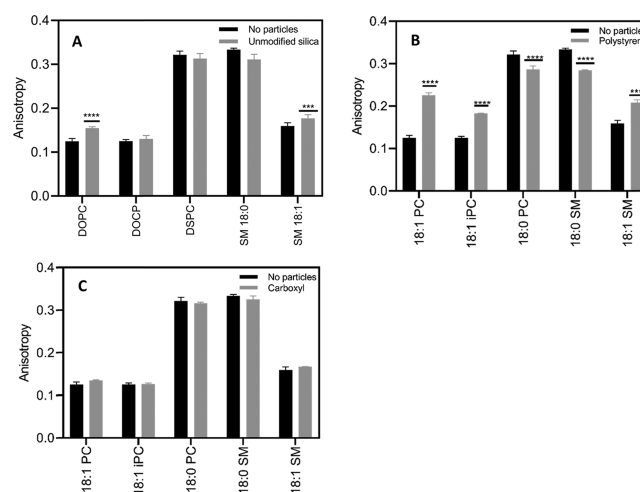 A
No particles
Unmodified silica
Anisotropy
0.4
0.3
0.2
0.1
0.0
****
***
DOPC
DOCP
DSPC
SM 18:0
SM 18:1
B
No particles
Anisotropy
0.4
0.3
0.2
0.1
0.0
****
****
****
****
18:1 PC
18:1 iPC
18:0 PC
18:0 SM
18:1 SM
C
No particles
Carboxyl
Anisotropy
0.4
0.3
0.2
0.1
0.0
18:1 PC
18:1 iPC
18:0 PC
18:0 SM
18:1 SM